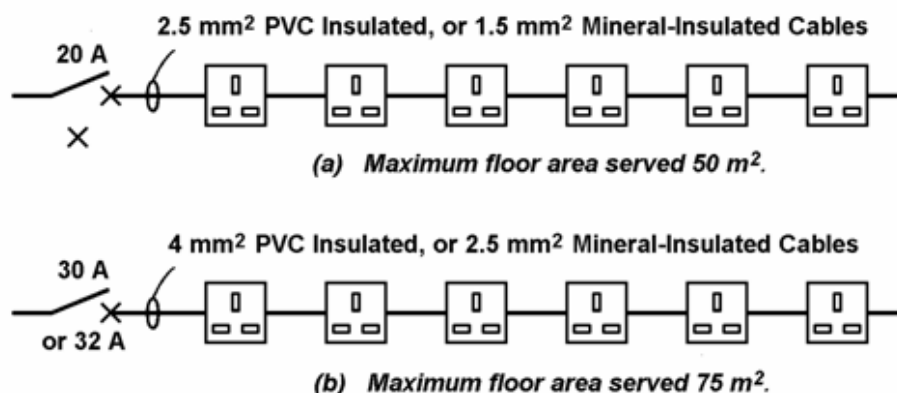 2.5 mm² PVC Insulated, or 1.5 mm² Mineral-Insulated Cables
20 A
(a) Maximum floor area served 50 m².
4 mm² PVC Insulated, or 2.5 mm² Mineral-Insulated Cables
30 A
or 32 A
(b) Maximum floor area served 75 m².